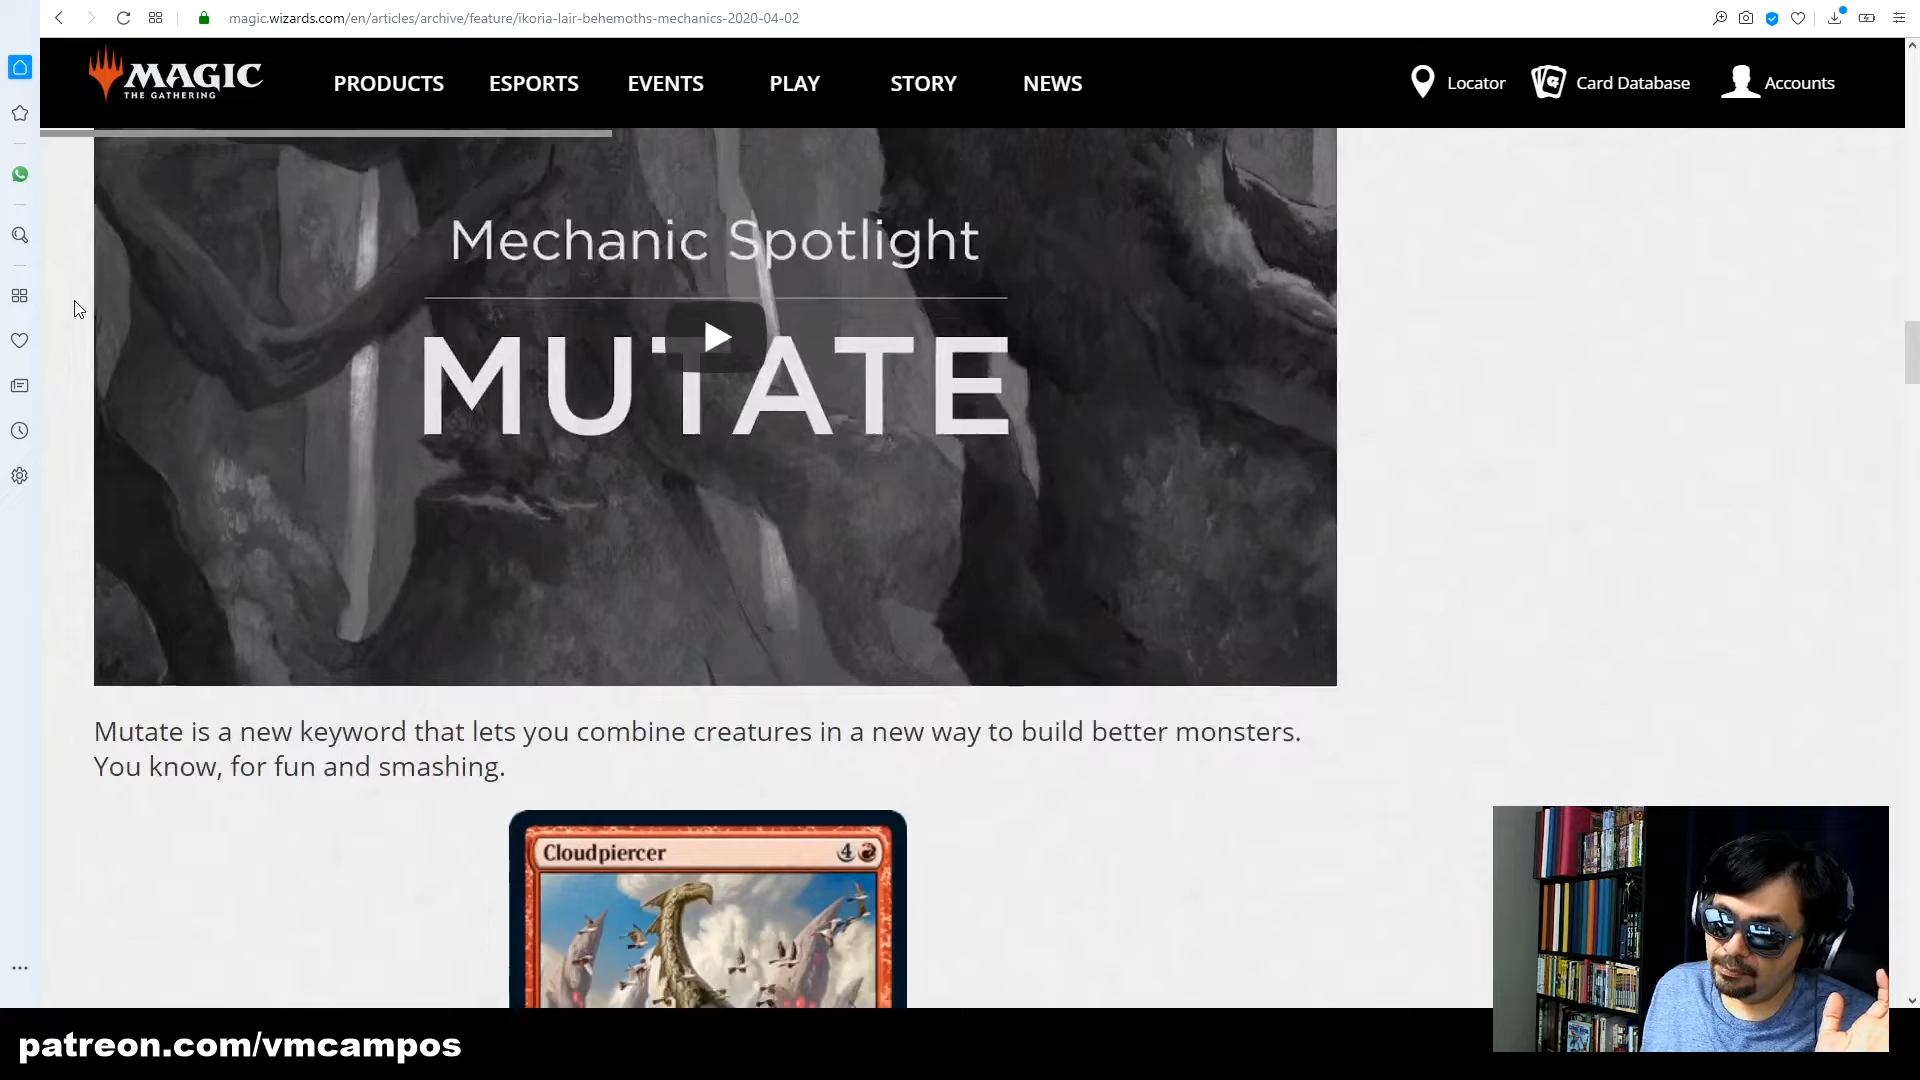 magic.wizards.com/en/articles/archive/feature/ikoria-lair-behemoths-mechanics-2020-04-02
MAGIC
THE GATHERING
PRODUCTS ESPORTS EVENTS PLAY STORY NEWS
Locator Card Database Accounts
Mechanic Spotlight
MUTATE
Mutate is a new keyword that lets you combine creatures in a new way to build better monsters.
You know, for fun and smashing.
Cloudpiercer 4
patreon.com/vmcampos